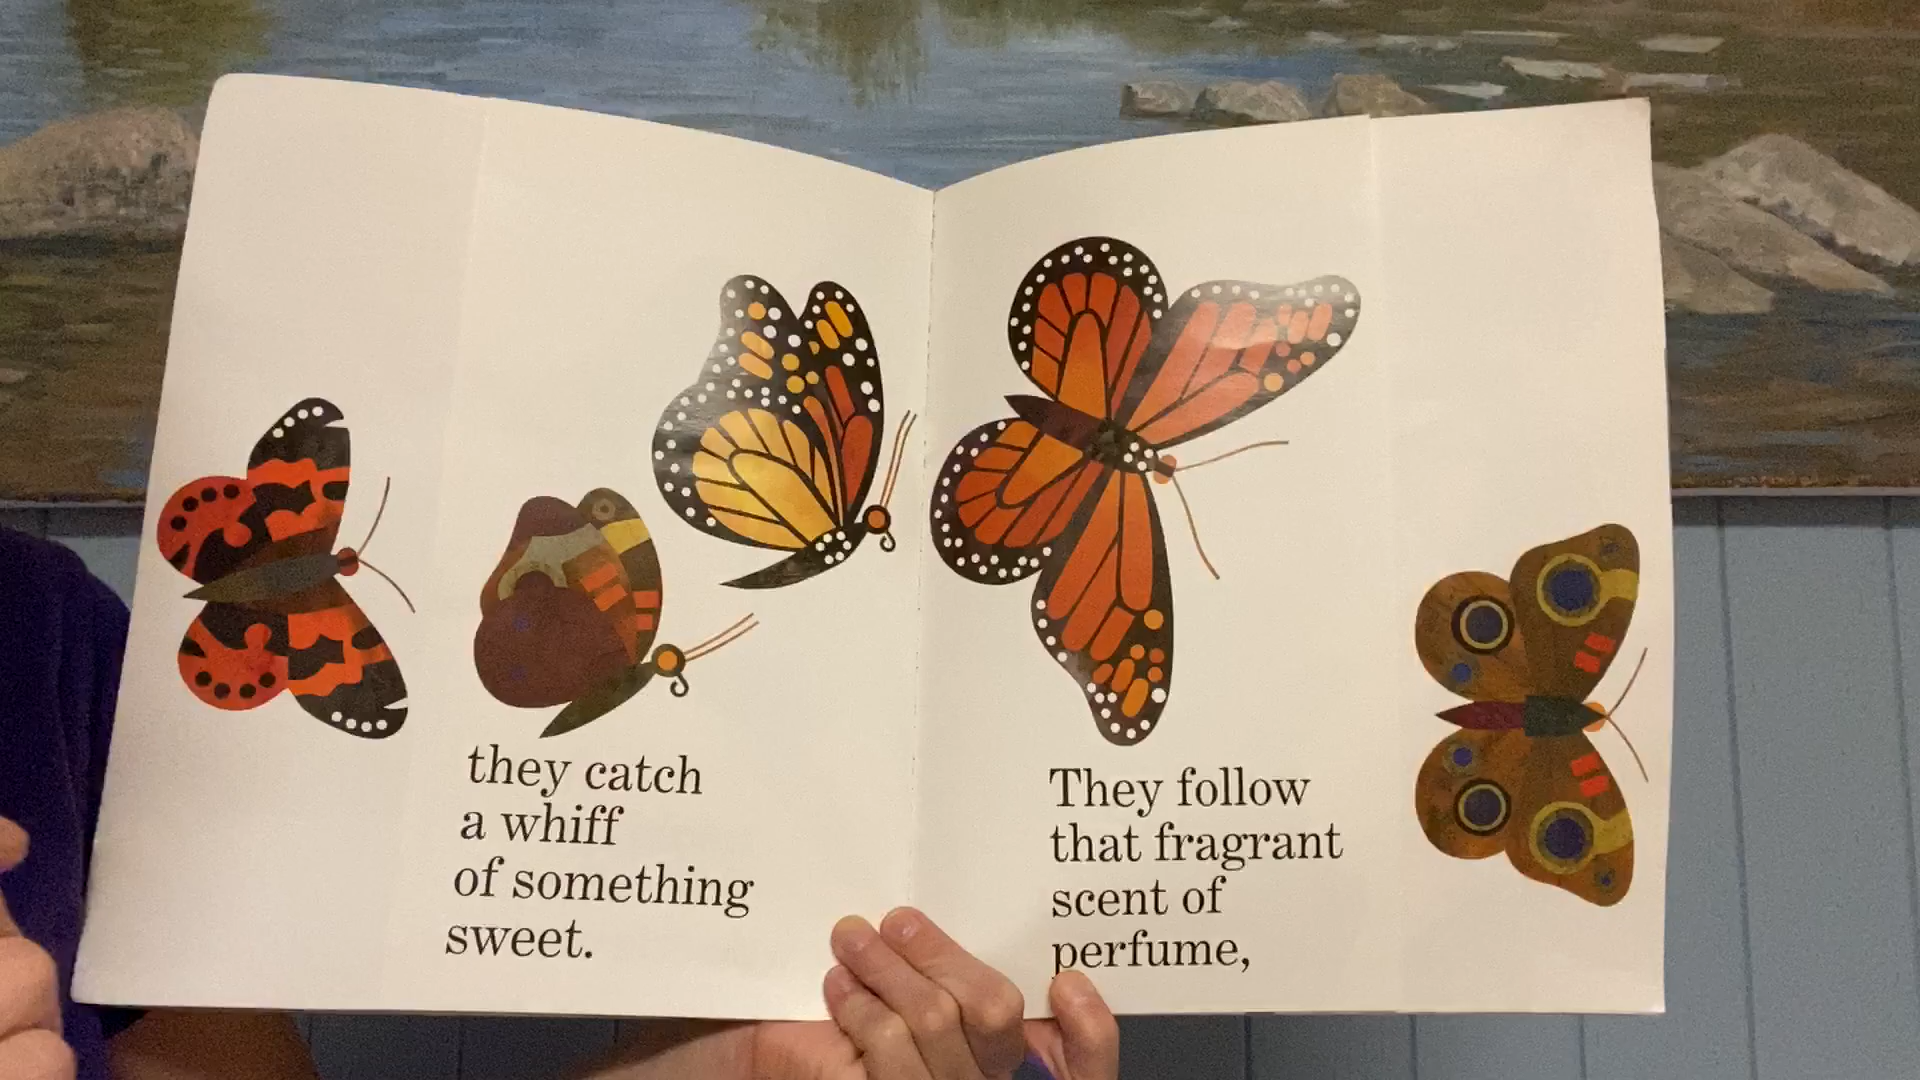 they catch
a whiff
of something
sweet.
They follow
that fragrant
scent of
perfume,